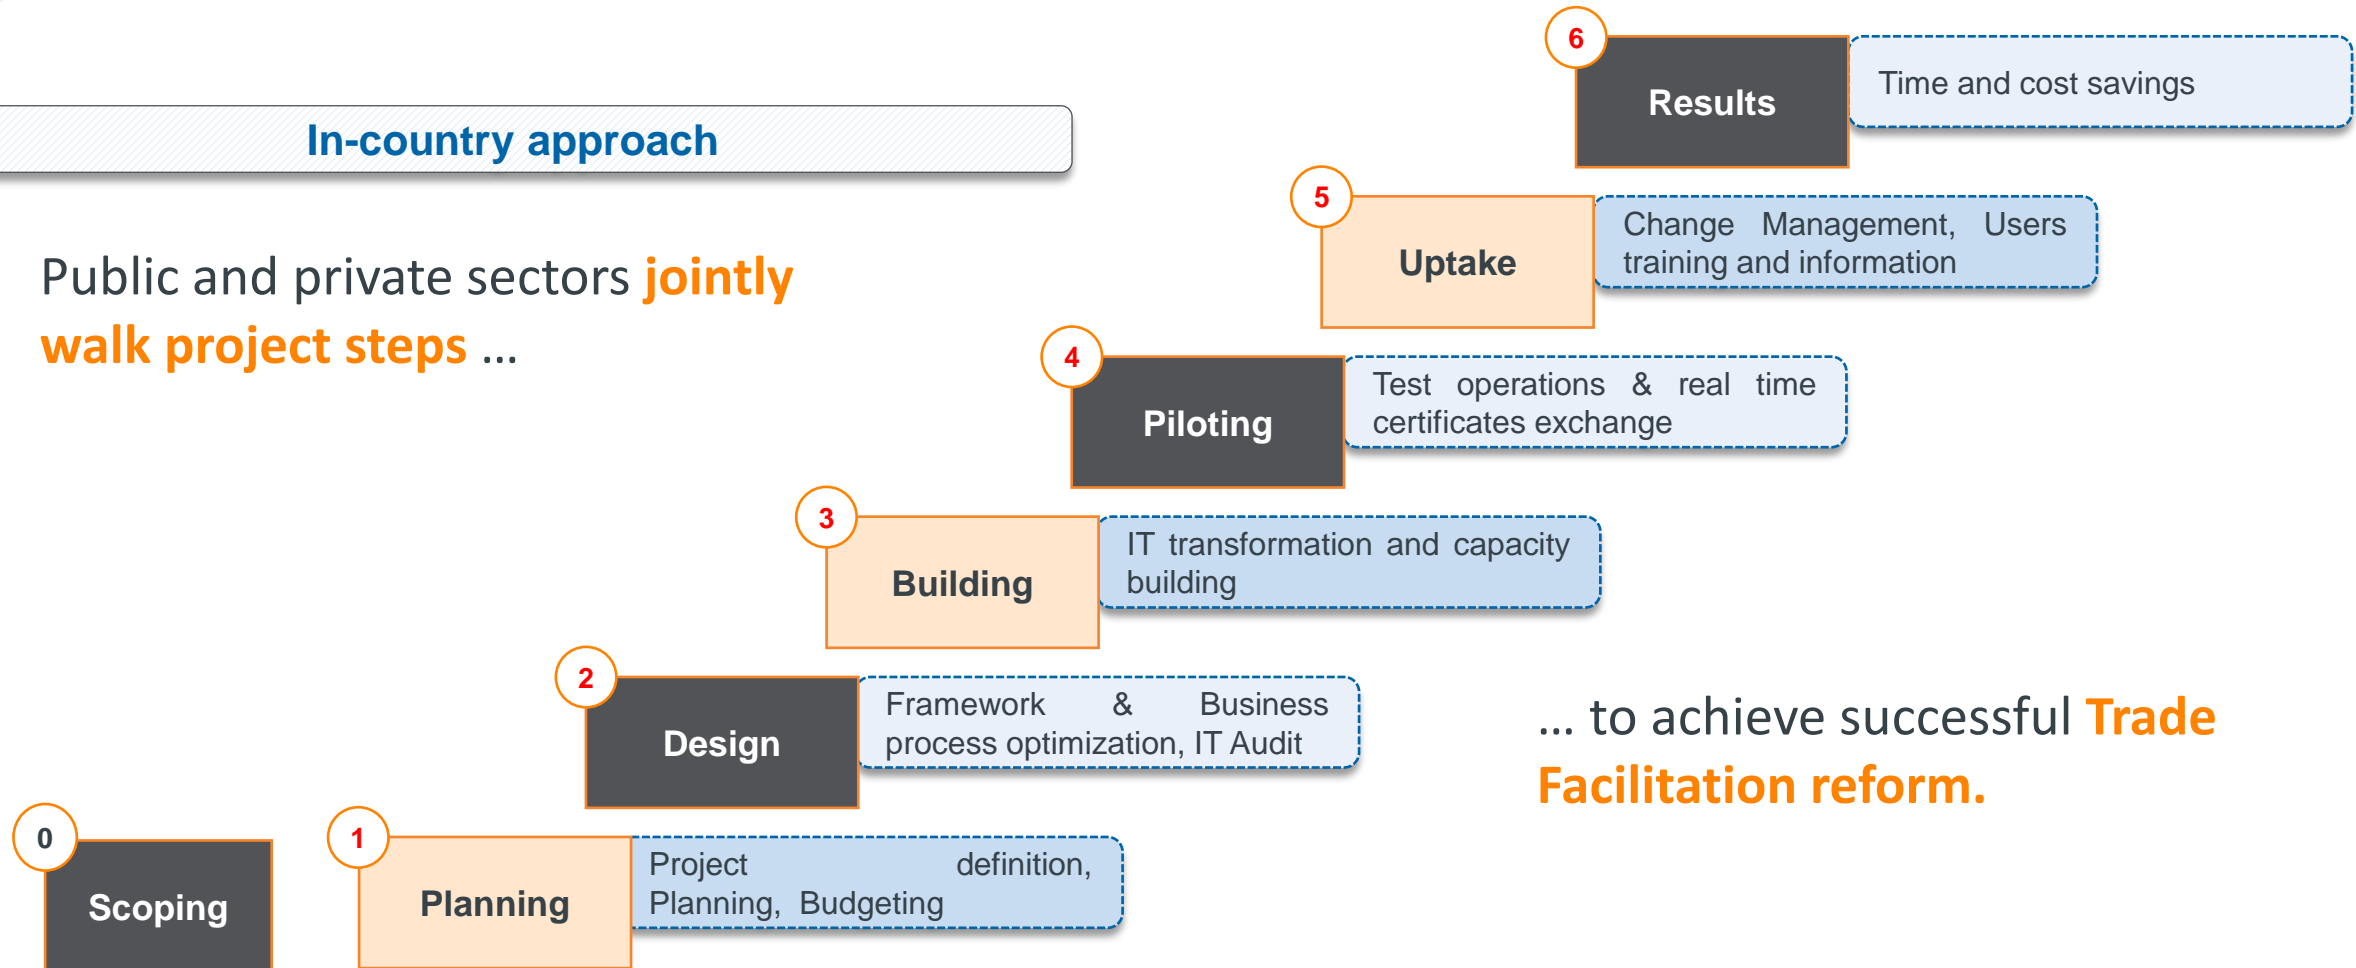 In-country approach
Public and private sectors jointly
walk project steps ...
6
Results
Time and cost savings
5
Uptake
Change Management, Users
training and information
4
Piloting
Test operations & real time
certificates exchange
3
Building
IT transformation and capacity
building
2
Design
Framework & Business
process optimization, IT Audit
... to achieve successful Trade
Facilitation reform.
0
Scoping
1
Planning
Project definition,
Planning, Budgeting